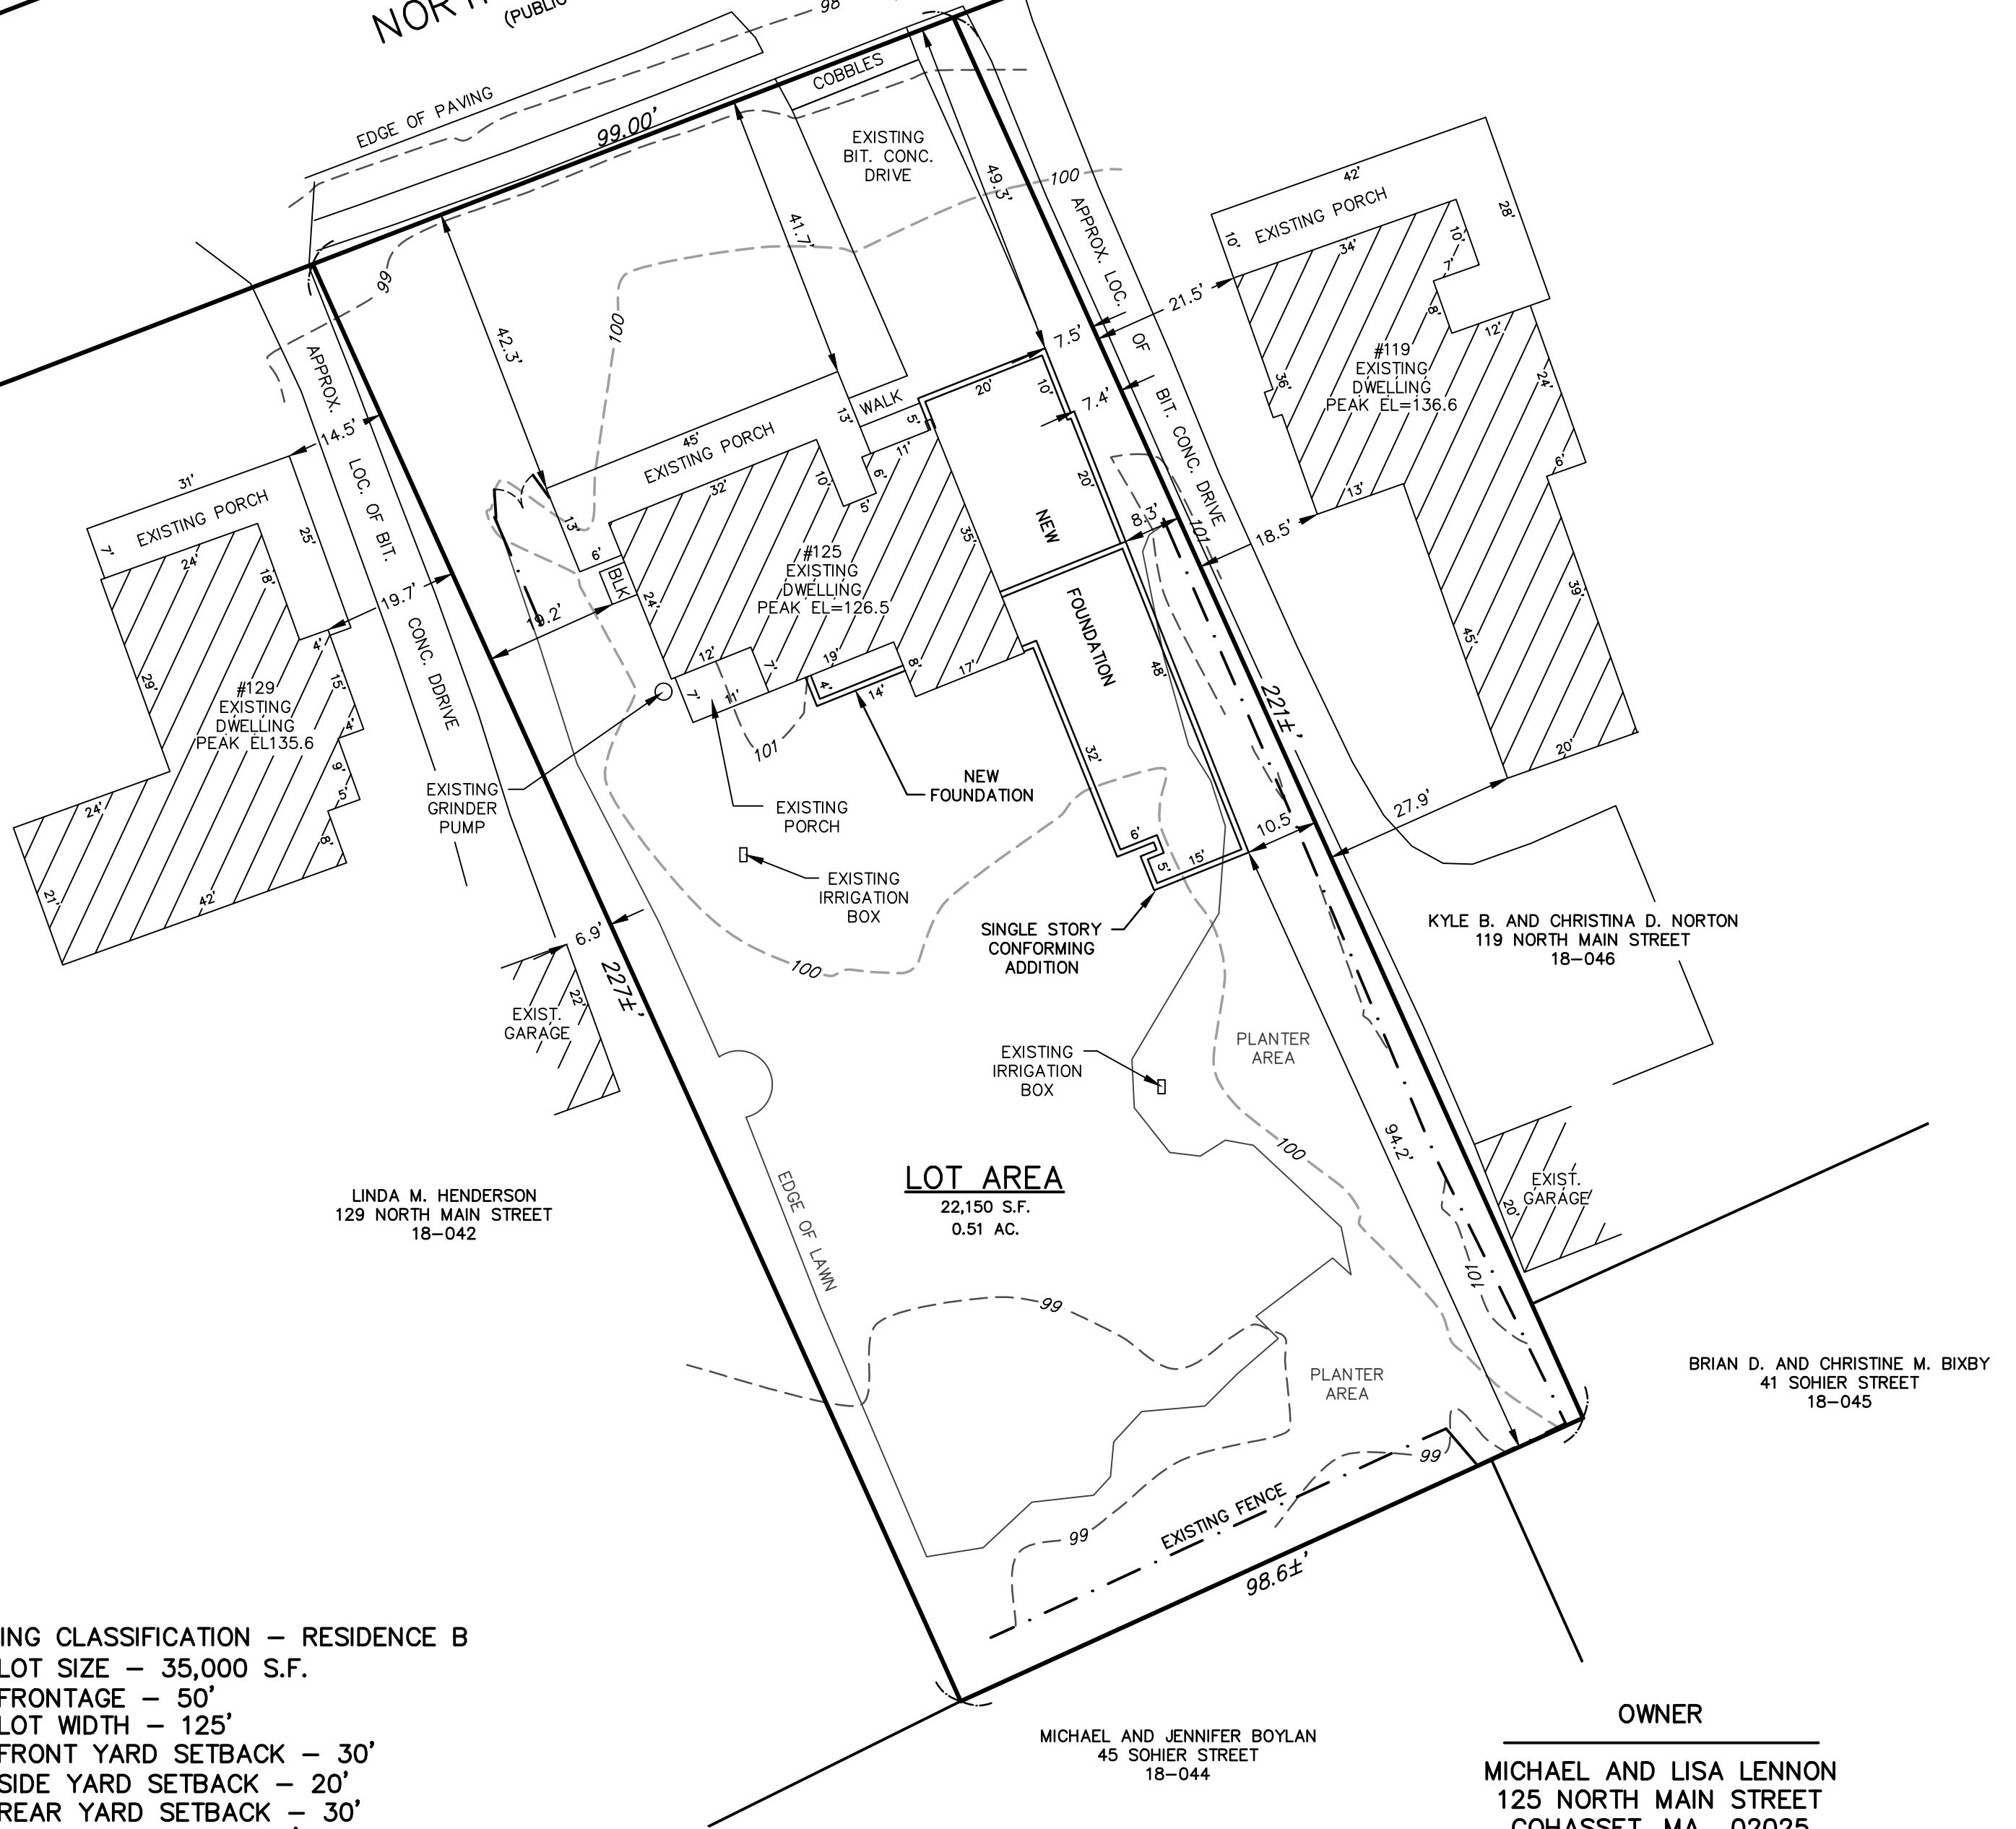 NORTH
(PUBLIC
98
EDGE OF PAVING
99.00'
COBBLES
EXISTING
BIT. CONC.
DRIVE
49.3'
100
41.7'
42.3'
99
100
APPROX. LOC. OF BIT. CONC. DRIVE
7.5'
7.4'
8.3'
21.5'
18.5'
42'
EXISTING PORCH
10'
28'
34'
10'
7'
8'
12'
#119
EXISTING
DWELLING
PEAK EL=136.6
36'
24'
13'
6'
45'
39'
20'
27.9'
APPROX. LOC. OF BIT. CONC. DDRIVE
14.5'
19.7'
19.2'
31'
EXISTING PORCH
7'
25'
24'
18'
4'
29'
15'
#129
EXISTING
DWELLING
PEAK EL135.6
4'
9'
5'
8'
24'
21'
42'
45'
EXISTING PORCH
13'
WALK
5'
20'
10'
20'
32'
10'
6'
11'
5'
13'
6'
BLK
24'
35'
#125
EXISTING
DWELLING
PEAK EL=126.5
12'
7'
19'
8'
17'
7'
11'
4'
14'
NEW
FOUNDATION
48'
101
221±'
101
32'
6'
5'
15'
10.5'
EXISTING
GRINDER
PUMP
EXISTING
PORCH
NEW
FOUNDATION
EXISTING
IRRIGATION
BOX
SINGLE STORY
CONFORMING
ADDITION
KYLE B. AND CHRISTINA D. NORTON
119 NORTH MAIN STREET
18-046
6.9'
227±'
100
EXIST.
GARAGE
22'
EXISTING
IRRIGATION
BOX
PLANTER
AREA
94.2'
100
LOT AREA
22,150 S.F.
0.51 AC.
EXIST.
GARAGE
20'
LINDA M. HENDERSON
129 NORTH MAIN STREET
18-042
EDGE OF LAWN
101
99
PLANTER
AREA
BRIAN D. AND CHRISTINE M. BIXBY
41 SOHIER STREET
18-045
99
EXISTING FENCE
99
98.6±'
ING CLASSIFICATION - RESIDENCE B
LOT SIZE - 35,000 S.F.
FRONTAGE - 50'
LOT WIDTH - 125'
FRONT YARD SETBACK - 30'
SIDE YARD SETBACK - 20'
REAR YARD SETBACK - 30'
MICHAEL AND JENNIFER BOYLAN
45 SOHIER STREET
18-044
OWNER
MICHAEL AND LISA LENNON
125 NORTH MAIN STREET
COHASSET, MA. 02025